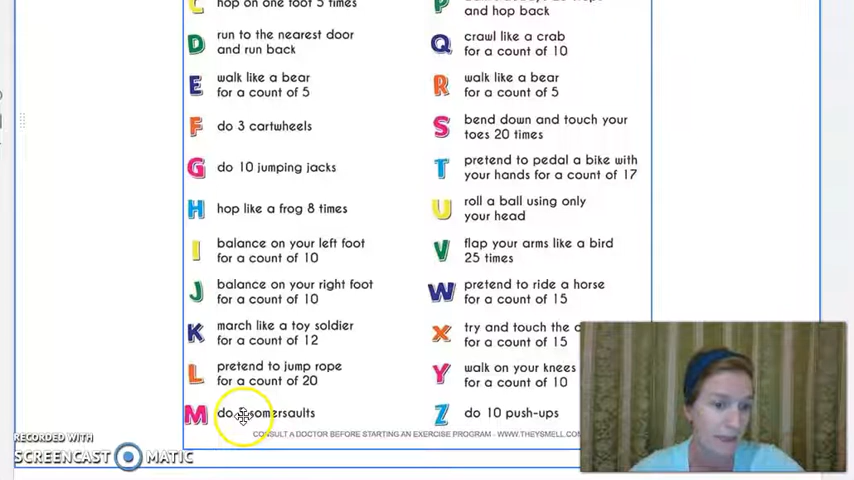 hop on one foot 5 times
D run to the nearest door
and run back
E walk like a bear
for a count of 5
F do 3 cartwheels
G do 10 jumping jacks
H hop like a frog 8 times
I balance on your left foot
for a count of 10
J balance on your right foot
for a count of 10
K march like a toy soldier
for a count of 12
L pretend to jump rope
for a count of 20
M do 5 somersaults
P
and hop back
Q crawl like a crab
for a count of 10
R walk like a bear
for a count of 5
S bend down and touch your
toes 20 times
T pretend to pedal a bike with
your hands for a count of 17
U roll a ball using only
your head
V flap your arms like a bird
25 times
W pretend to ride a horse
for a count of 15
X try and touch the
for a count of 15
Y walk on your knees
for a count of 10
Z do 10 push-ups
CONSULT A DOCTOR BEFORE STARTING AN EXERCISE PROGRAM - WWW.THEYSMELL.COM
RECORDED WITH
SCREENCAST MATIC